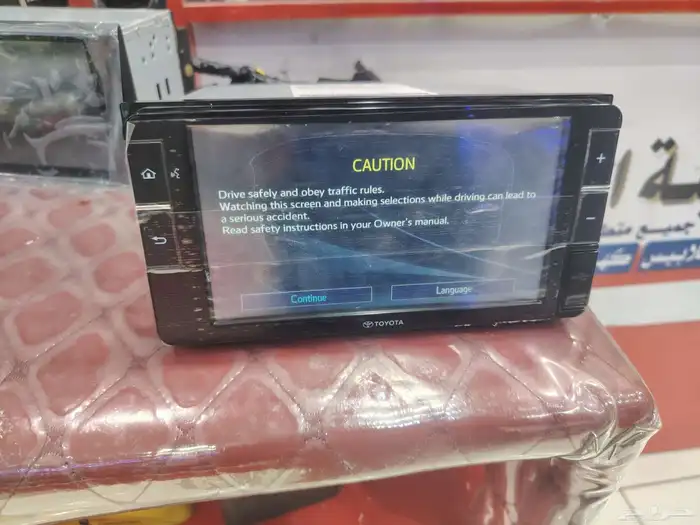 CAUTION
Drive safely and obey traffic rules.
Watching this screen and making selections while driving can lead to
a serious accident.
Read safety instructions in your Owner's manual.
Continue
Language
TOYOTA
+
−
جميع